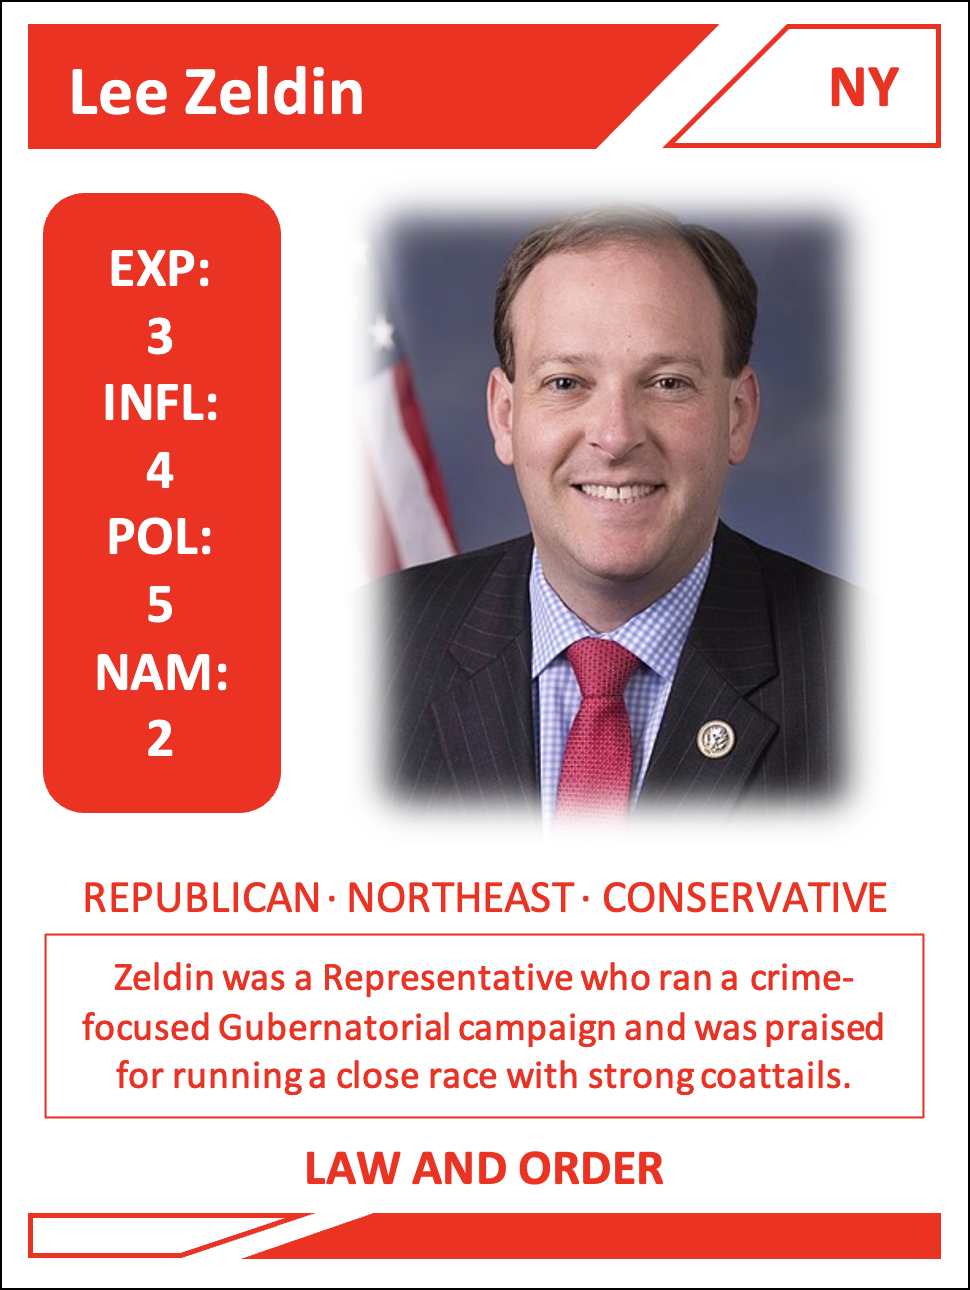 Lee Zeldin
NY
EXP:
3
INFL:
4
POL:
5
NAM:
2
REPUBLICAN · NORTHEAST · CONSERVATIVE
Zeldin was a Representative who ran a crime-
focused Gubernatorial campaign and was praised
for running a close race with strong coattails.
LAW AND ORDER